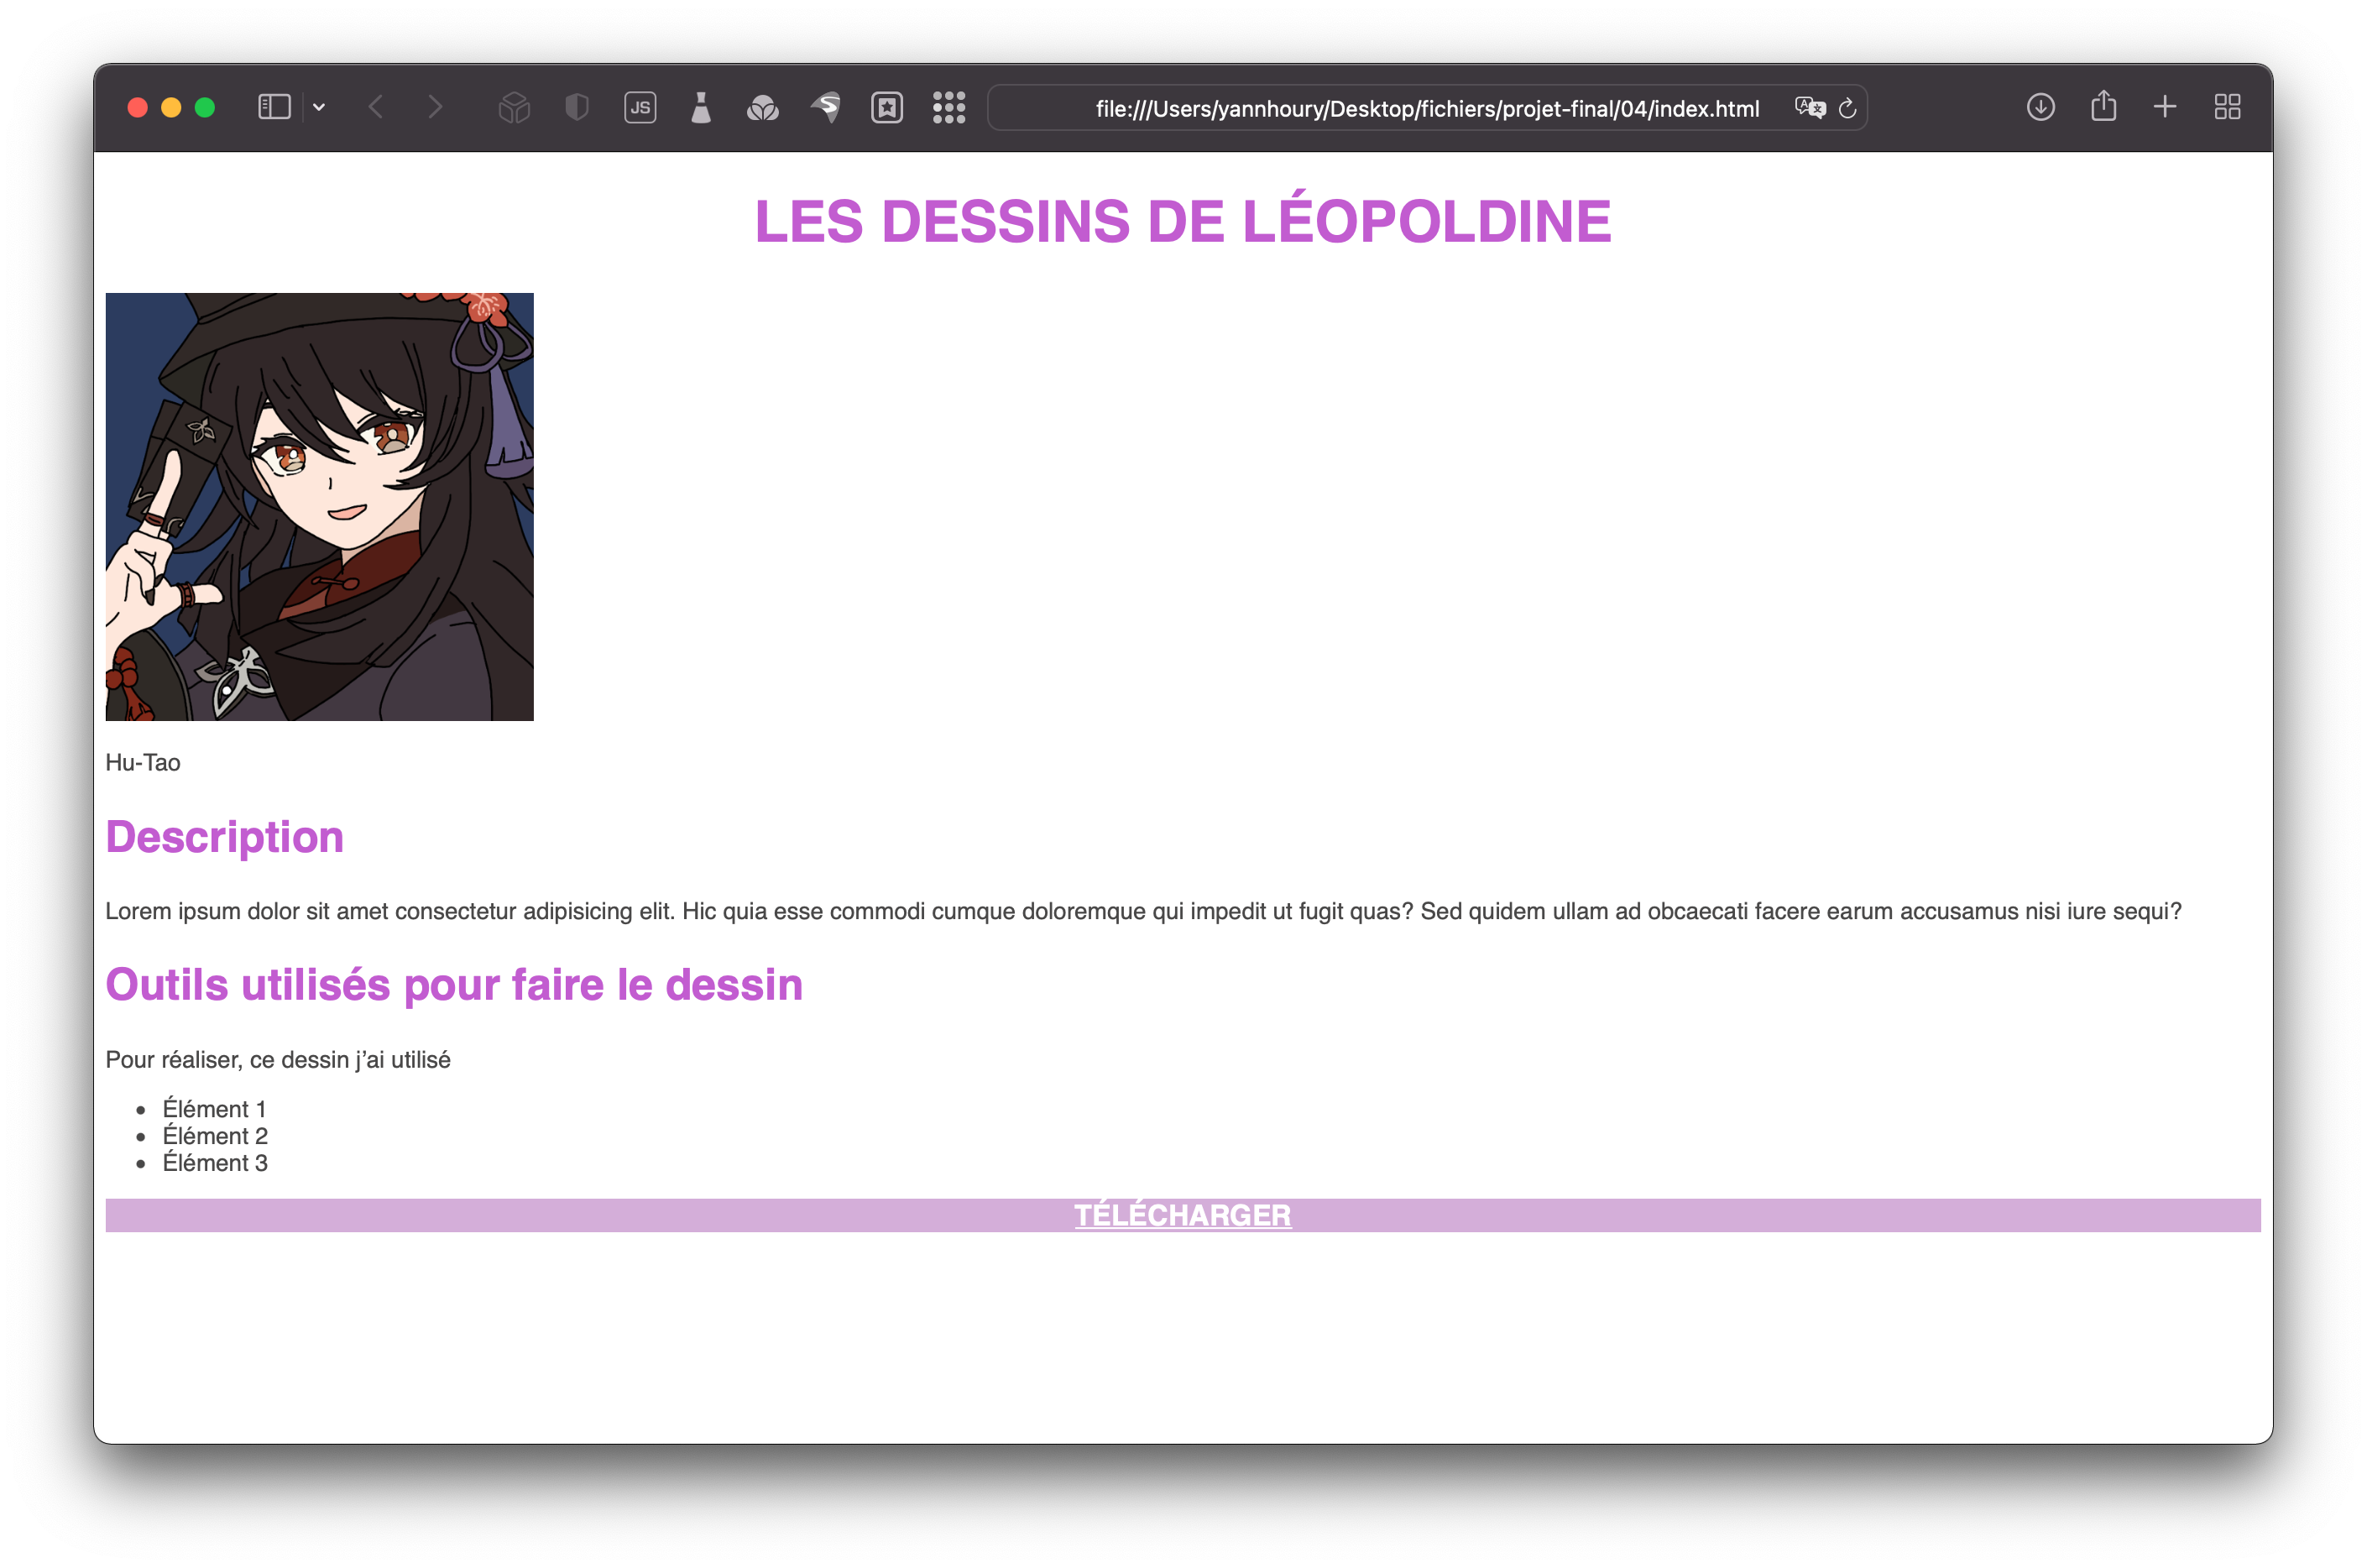 JS
file:///Users/yannhoury/Desktop/fichiers/projet-final/04/index.html
LES DESSINS DE LÉOPOLDINE
Hu-Tao
Description
Lorem ipsum dolor sit amet consectetur adipisicing elit. Hic quia esse commodi cumque doloremque qui impedit ut fugit quas? Sed quidem ullam ad obcaecati facere earum accusamus nisi iure sequi?
Outils utilisés pour faire le dessin
Pour réaliser, ce dessin j’ai utilisé
• Élément 1
• Élément 2
• Élément 3
TÉLÉCHARGER